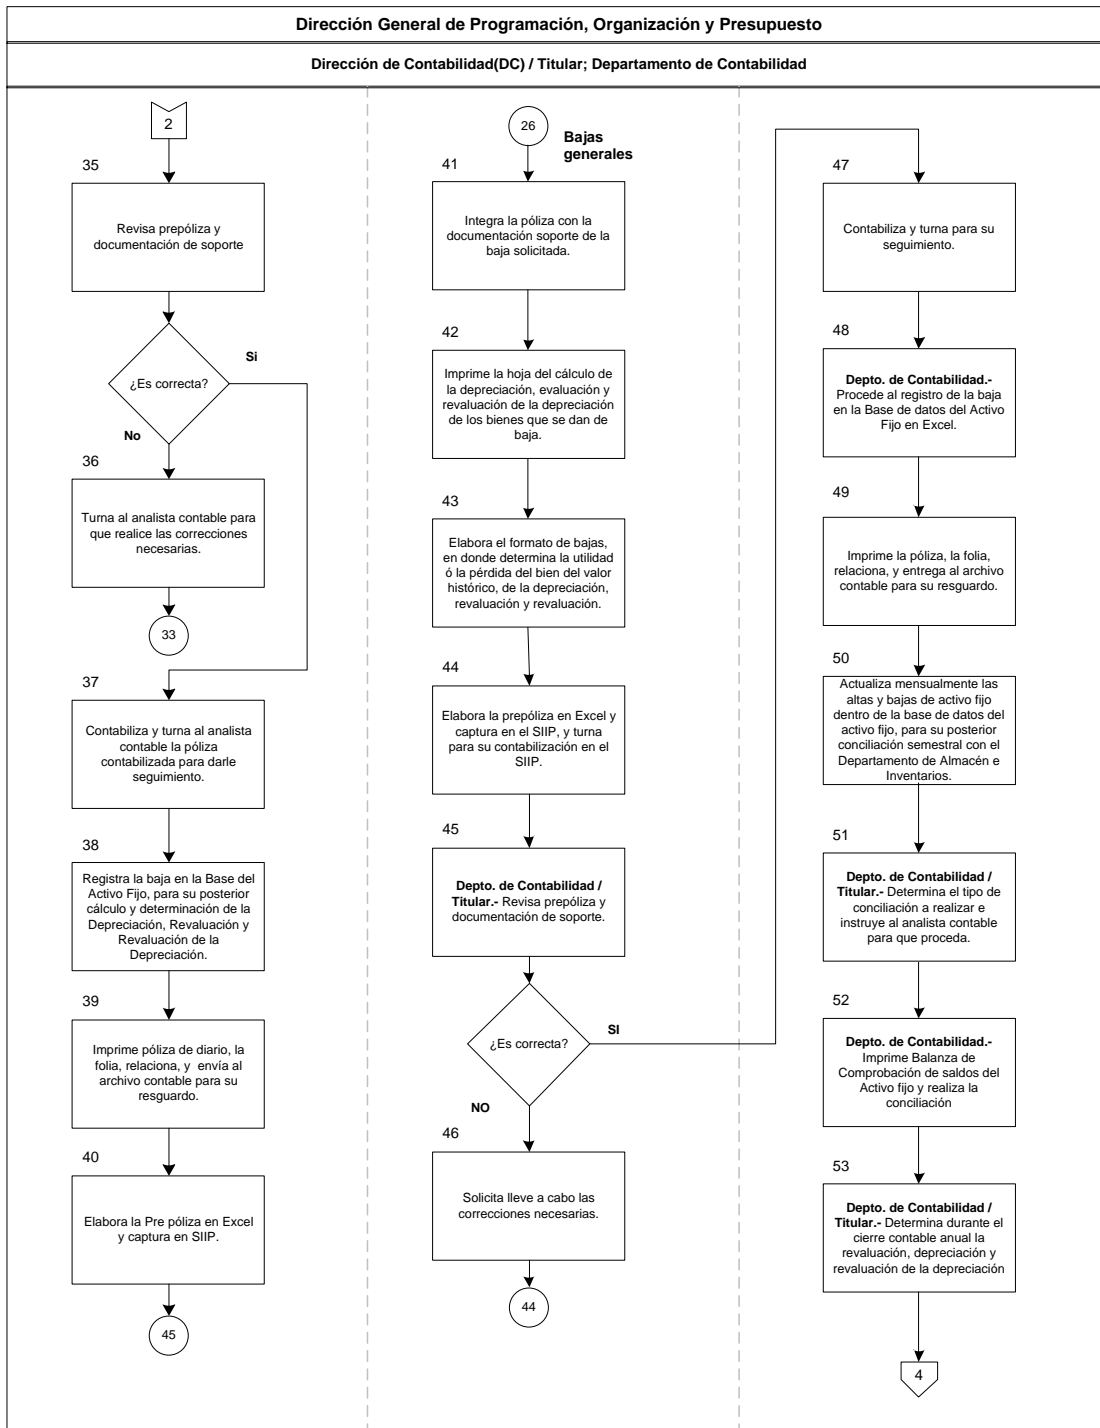 Dirección General de Programación, Organización y Presupuesto
Dirección de Contabilidad(DC) / Titular; Departamento de Contabilidad
2
35
Revisa prepóliza y
documentación de soporte
¿Es correcta?
Si
No
36
Turna al analista contable para
que realice las correcciones
necesarias.
33
37
Contabiliza y turna al analista
contable la póliza
contabilizada para darle
seguimiento.
38
Registra la baja en la Base del
Activo Fijo, para su posterior
cálculo y determinación de la
Depreciación, Revaluación y
Revaluación de la
Depreciación.
39
Imprime póliza de diario, la
folia, relaciona, y envía al
archivo contable para su
resguardo.
40
Elabora la Pre póliza en Excel
y captura en SIIP.
45
26
Bajas
generales
41
Integra la póliza con la
documentación soporte de la
baja solicitada.
42
Imprime la hoja del cálculo de
la depreciación, evaluación y
revaluación de la depreciación
de los bienes que se dan de
baja.
43
Elabora el formato de bajas,
en donde determina la utilidad
ó la pérdida del bien del valor
histórico, de la depreciación,
revaluación y revaluación.
44
Elabora la prepóliza en Excel y
captura en el SIIP, y turna
para su contabilización en el
SIIP.
45
Depto. de Contabilidad /
Titular.- Revisa prepóliza y
documentación de soporte.
¿Es correcta?
SI
NO
46
Solicita lleve a cabo las
correcciones necesarias.
44
47
Contabiliza y turna para su
seguimiento.
48
Depto. de Contabilidad.-
Procede al registro de la baja
en la Base de datos del Activo
Fijo en Excel.
49
Imprime la póliza, la folia,
relaciona, y entrega al archivo
contable para su resguardo.
50
Actualiza mensualmente las
altas y bajas de activo fijo
dentro de la base de datos del
activo fijo, para su posterior
conciliación semestral con el
Departamento de Almacén e
Inventarios.
51
Depto. de Contabilidad /
Titular.- Determina el tipo de
conciliación a realizar e
instruye al analista contable
para que proceda.
52
Depto. de Contabilidad.-
Imprime Balanza de
Comprobación de saldos del
Activo fijo y realiza la
conciliación
53
Depto. de Contabilidad /
Titular.- Determina durante el
cierre contable anual la
revaluación, depreciación y
revaluación de la depreciación
4